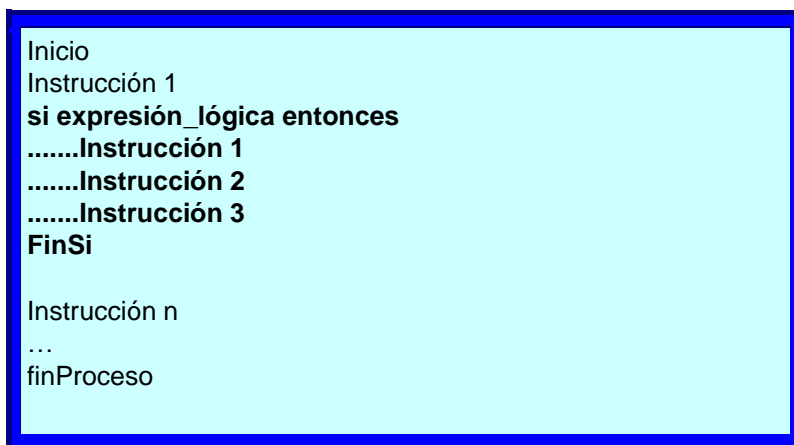 Inicio
Instrucción 1
si expresión_lógica entonces
.......Instrucción 1
.......Instrucción 2
.......Instrucción 3
FinSi
Instrucción n
…
finProceso